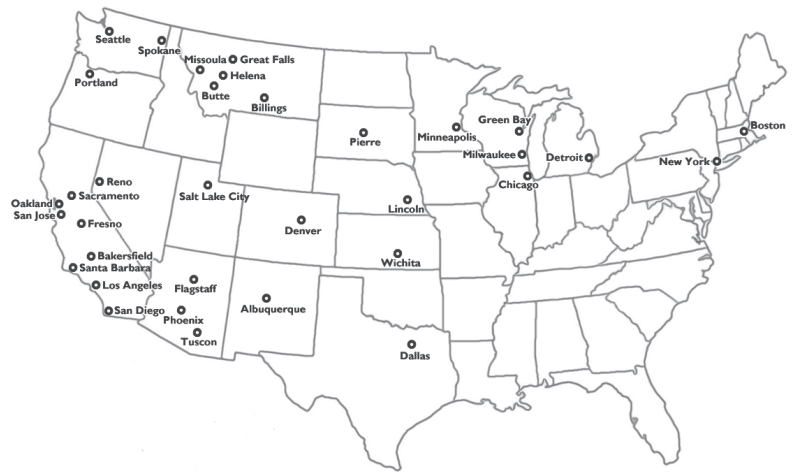 Seattle
Spokane
Missoula
Great Falls
Helena
Portland
Butte
Billings
Green Bay
Boston
Minneapolis
Pierre
Milwaukee
Detroit
New York
Chicago
Reno
Sacramento
Salt Lake City
Oakland
San Jose
Lincoln
Fresno
Denver
Bakersfield
Wichita
Santa Barbara
Los Angeles
Flagstaff
San Diego
Albuquerque
Phoenix
Tuscon
Dallas